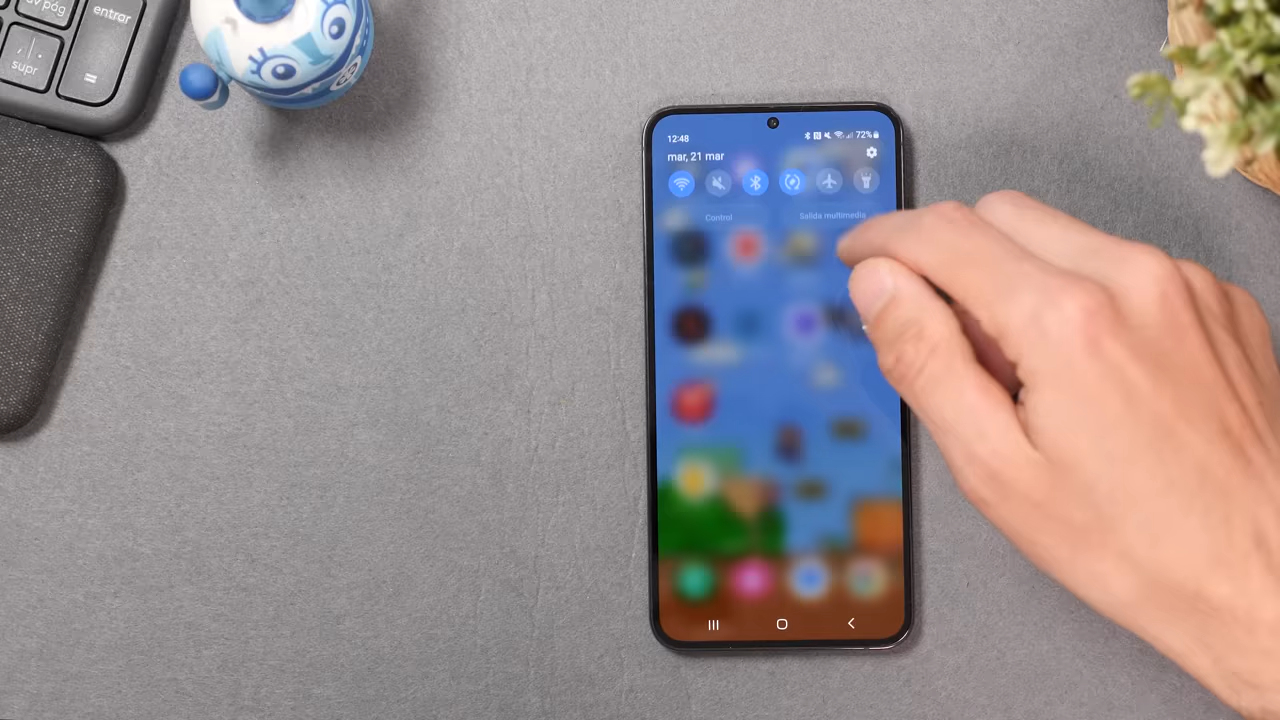 av pág
entrar
supr
=
12:48
72%
mar, 21 mar
Control
Salida multimedia